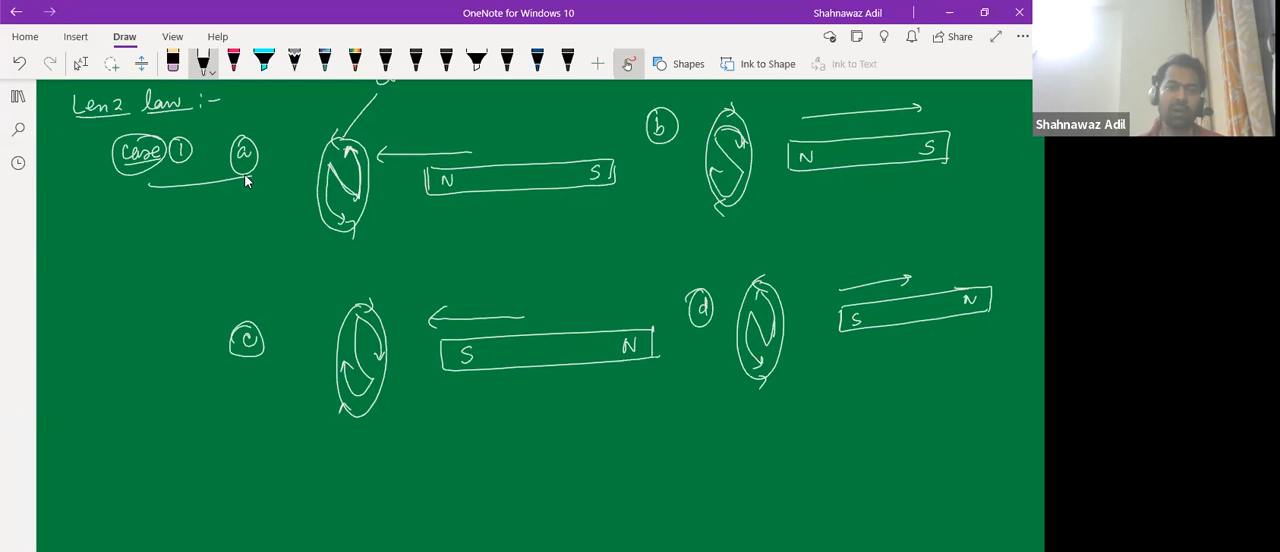 OneNote for Windows 10
Shahnawaz Adil
Home Insert Draw View Help
Share
Shapes Ink to Shape Ink to Text
Shahnawaz Adil
Lenz law :-
Case 1 a
N S
b
N S
c
S N
d
S N